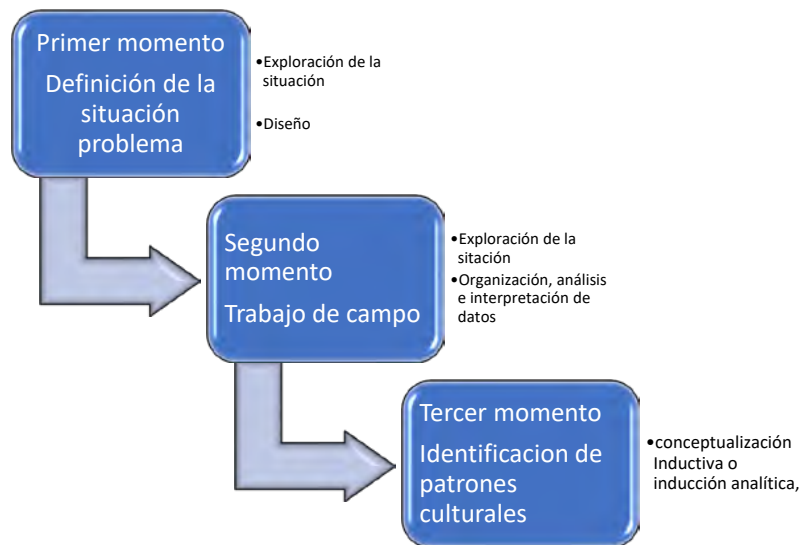 Primer momento
Definición de la
situación
problema
•Exploración de la
situación
•Diseño
Segundo
momento
Trabajo de campo
•Exploración de la
sitación
•Organización, análisis
e interpretación de
datos
Tercer momento
Identificacion de
patrones
culturales
•conceptualización
Inductiva o
inducción analítica,